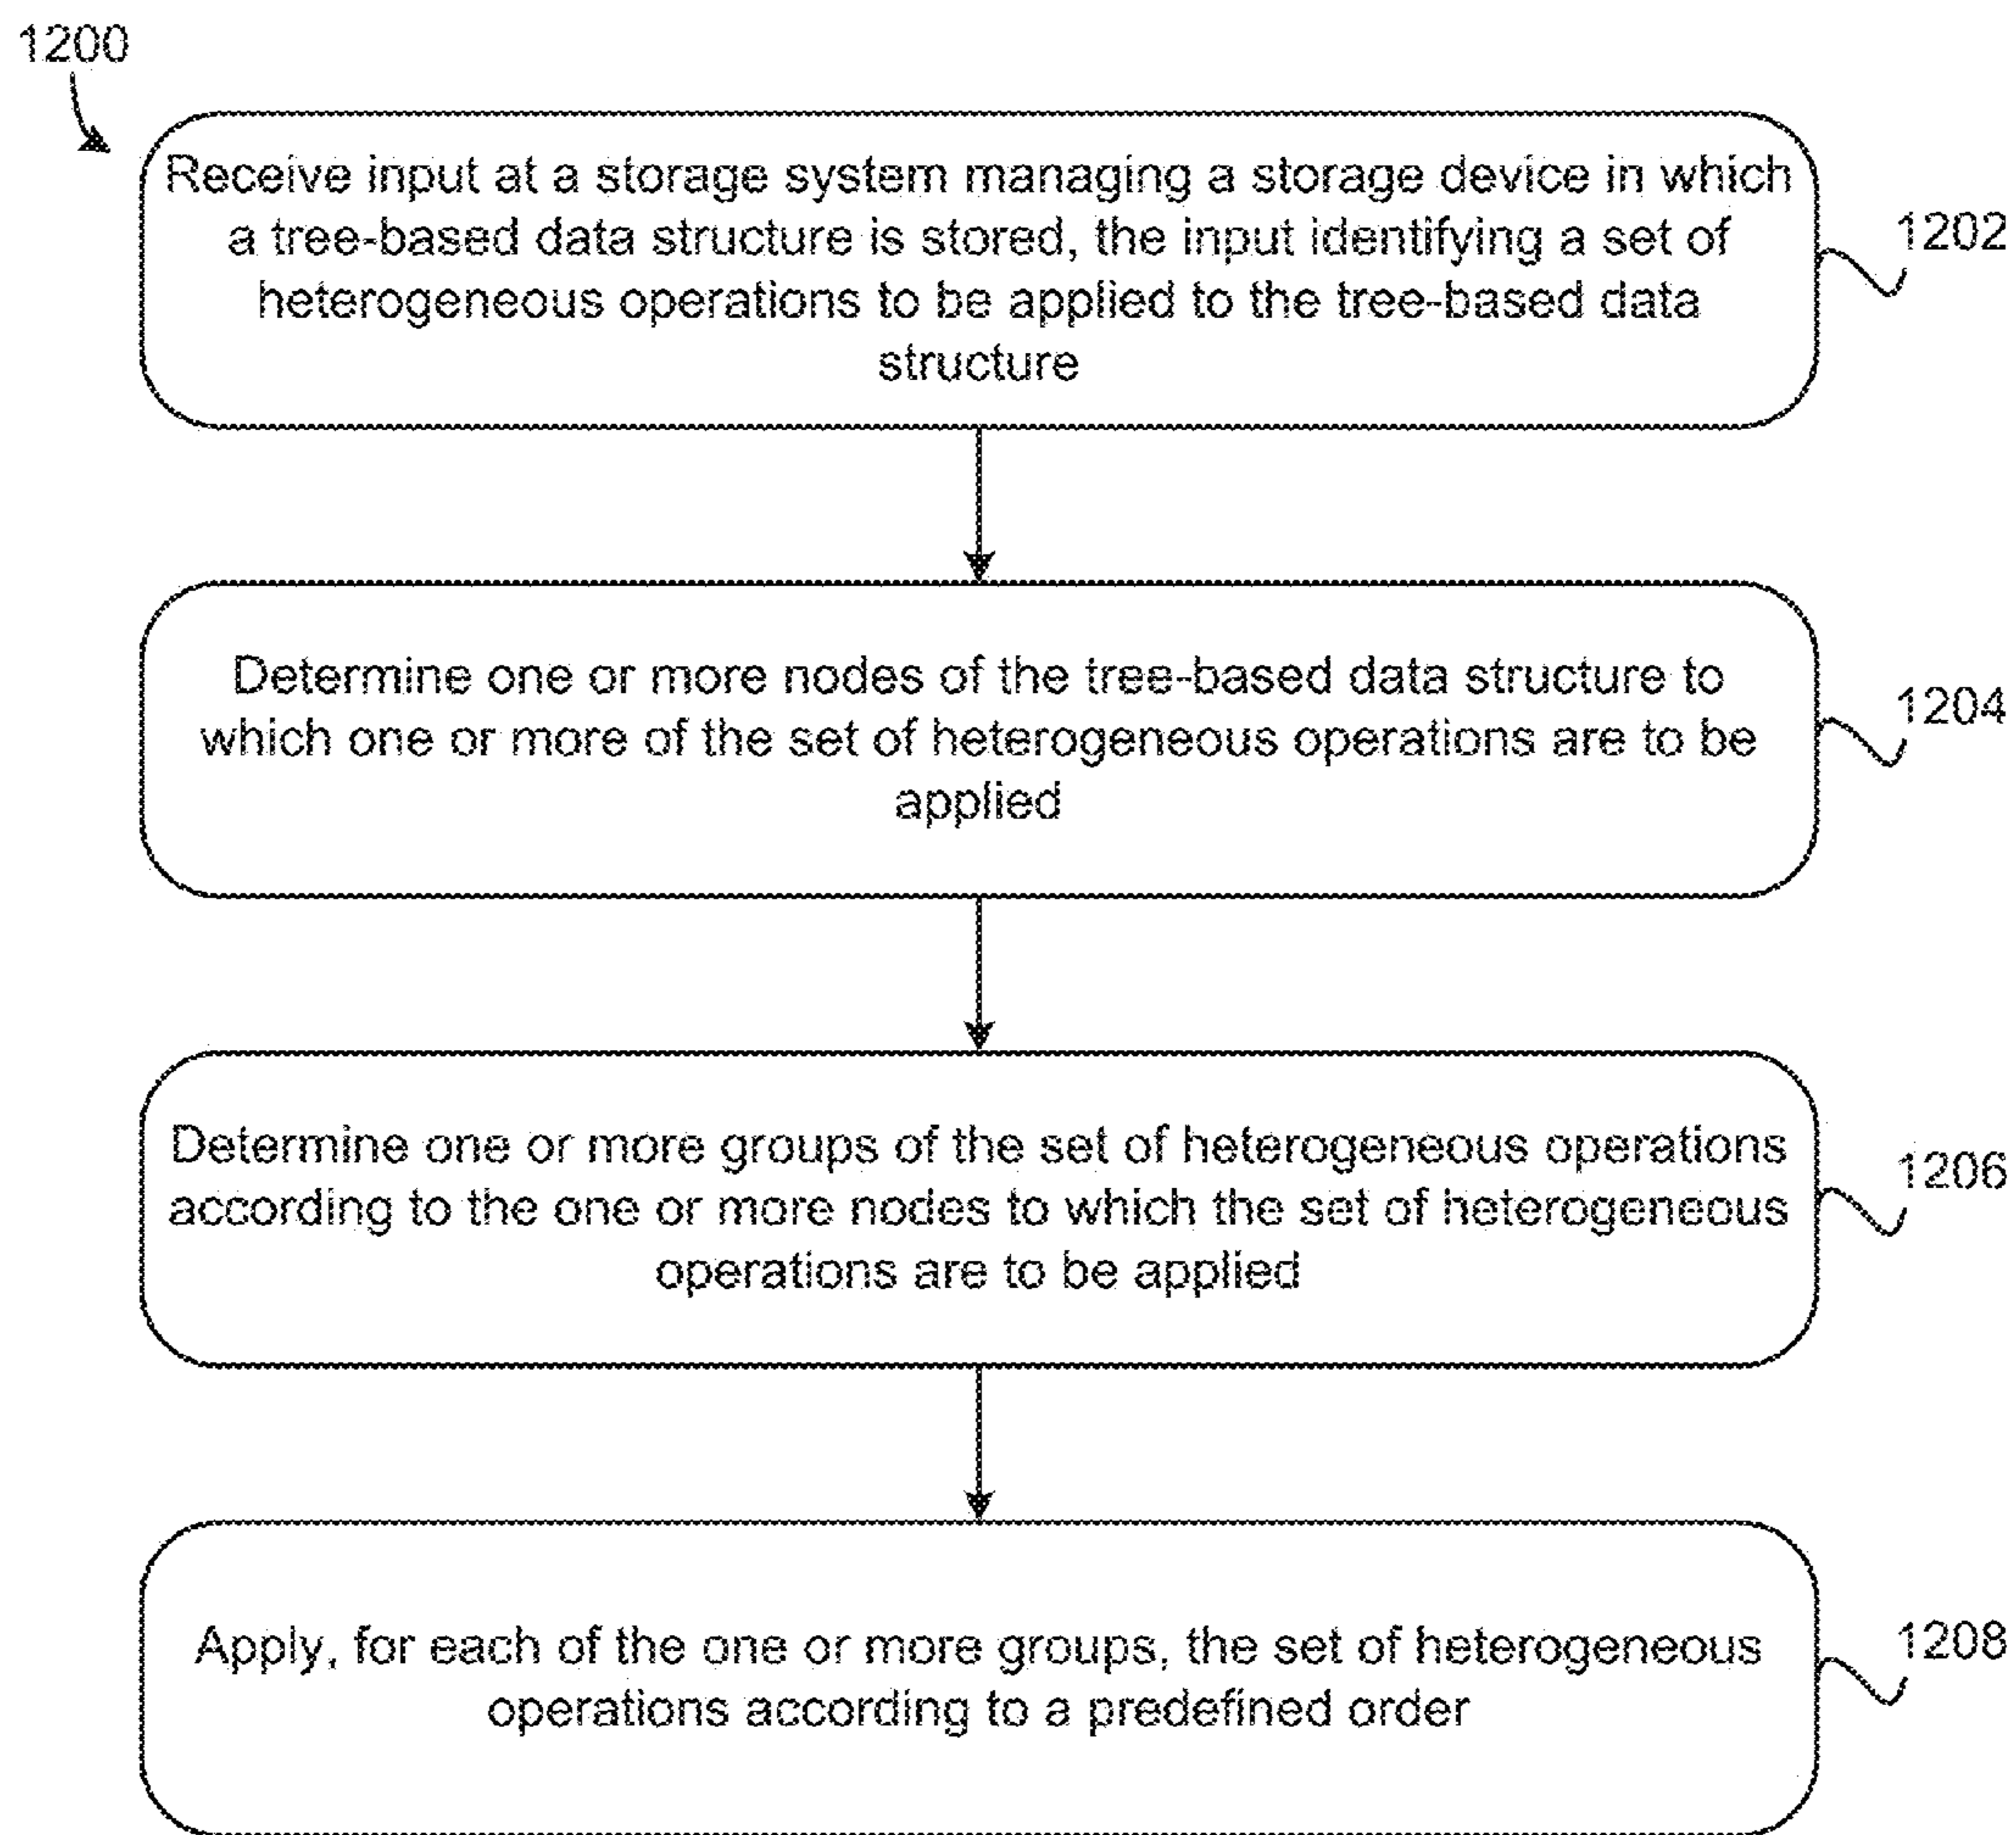 1200
Receive input at a storage system managing a storage device in which
a tree-based data structure is stored, the input identifying a set of
heterogeneous operations to be applied to the tree-based data
structure
1202
Determine one or more nodes of the tree-based data structure to
which one or more of the set of heterogeneous operations are to be
applied
1204
Determine one or more groups of the set of heterogeneous operations
according to the one or more nodes to which the set of heterogeneous
operations are to be applied
1206
Apply, for each of the one or more groups, the set of heterogeneous
operations according to a predefined order
1208